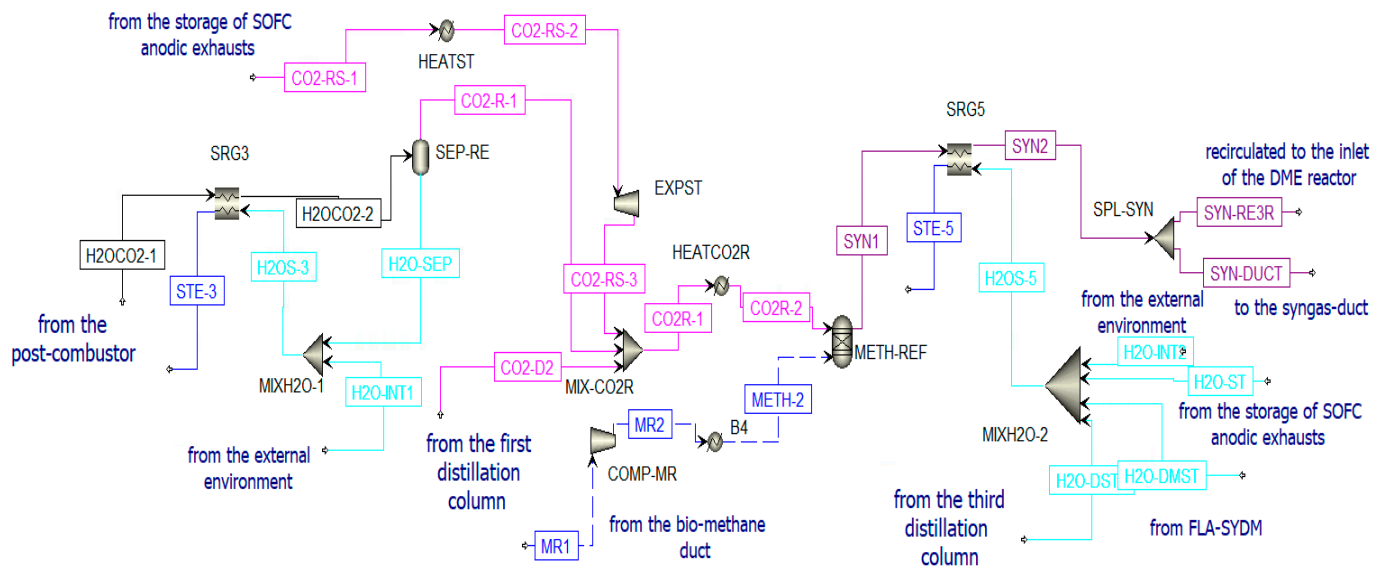 from the storage of SOFC
anodic exhausts
CO2-RS-1
HEATST
CO2-RS-2
CO2-R-1
SRG3
SEP-RE
H2OCO2-2
H2OCO2-1
STE-3
H2OS-3
H2O-SEP
from the
post-combustor
MIXH2O-1
H2O-INT1
from the external
environment
EXPST
CO2-RS-3
HEATCO2R
CO2R-1
CO2R-2
CO2-D2
MIX-CO2R
from the first
distillation
column
METH-REF
METH-2
MR2
B4
COMP-MR
MR1
from the bio-methane
duct
SYN1
SRG5
SYN2
STE-5
H2OS-5
SPL-SYN
recirculated to the inlet
of the DME reactor
SYN-RE3R
SYN-DUCT
to the syngas-duct
from the external
environment
H2O-INT2
H2O-ST
from the storage of SOFC
anodic exhausts
MIXH2O-2
H2O-DST
H2O-DMST
from the third
distillation
column
from FLA-SYDM